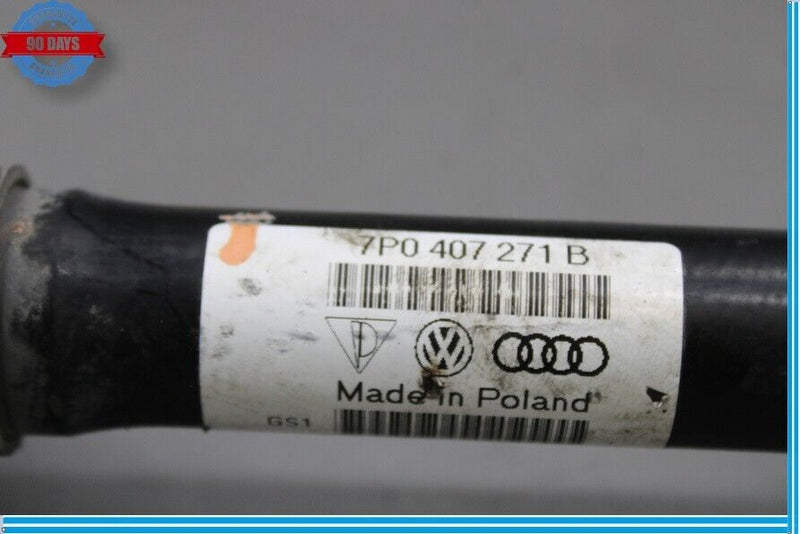 90 DAYS
7P0 407 271 B
Made in Poland
GS1